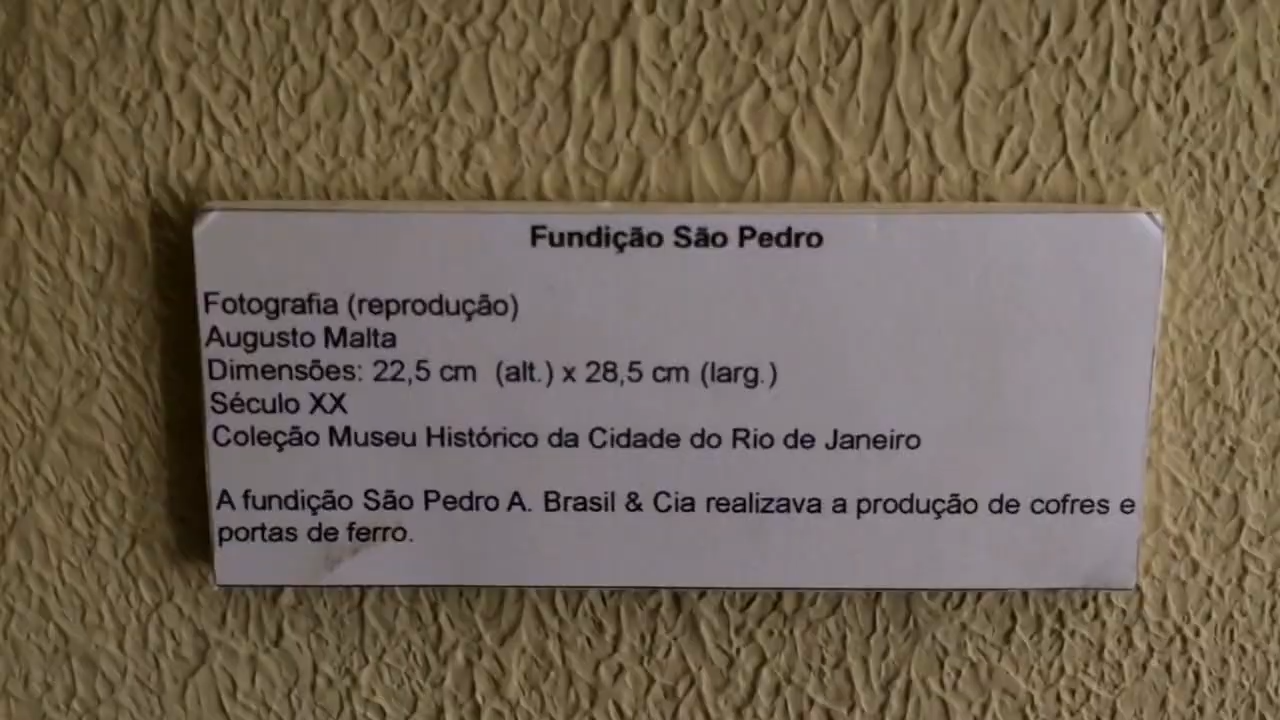 Fundição São Pedro
Fotografia (reprodução)
Augusto Malta
Dimensões: 22,5 cm (alt.) x 28,5 cm (larg.)
Século XX
Coleção Museu Histórico da Cidade do Rio de Janeiro
A fundição São Pedro A. Brasil & Cia realizava a produção de cofres e
portas de ferro.